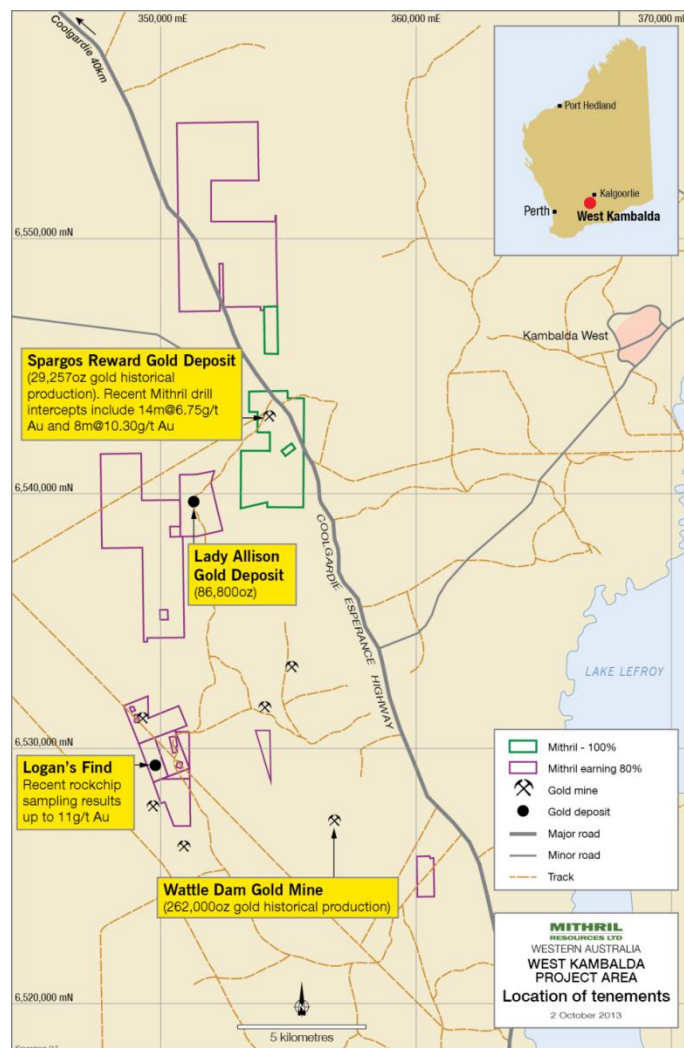 350,000 mE
360,000 mE
370,000 mE
Coolgardie 40km
Port Hedland
Kalgoorlie
Perth
West Kambalda
6,550,000 mN
Kambalda West
Spargos Reward Gold Deposit
(29,257oz gold historical
production). Recent Mithril drill
intercepts include 14m@6.75g/t
Au and 8m@10.30g/t Au
6,540,000 mN
COOLGARDIE ESPERANCE HIGHWAY
Lady Allison
Gold Deposit
(86,800oz)
LAKE LEFROY
6,530,000 mN
Logan's Find
Recent rockchip
sampling results
up to 11g/t Au
Wattle Dam Gold Mine
(262,000oz gold historical production)
Mithril - 100%
Mithril earning 80%
Gold mine
Gold deposit
Major road
Minor road
Track
MITHRIL
RESOURCES LTD
WESTERN AUSTRALIA
WEST KAMBALDA
PROJECT AREA
Location of tenements
2 October 2013
6,520,000 mN
5 kilometres